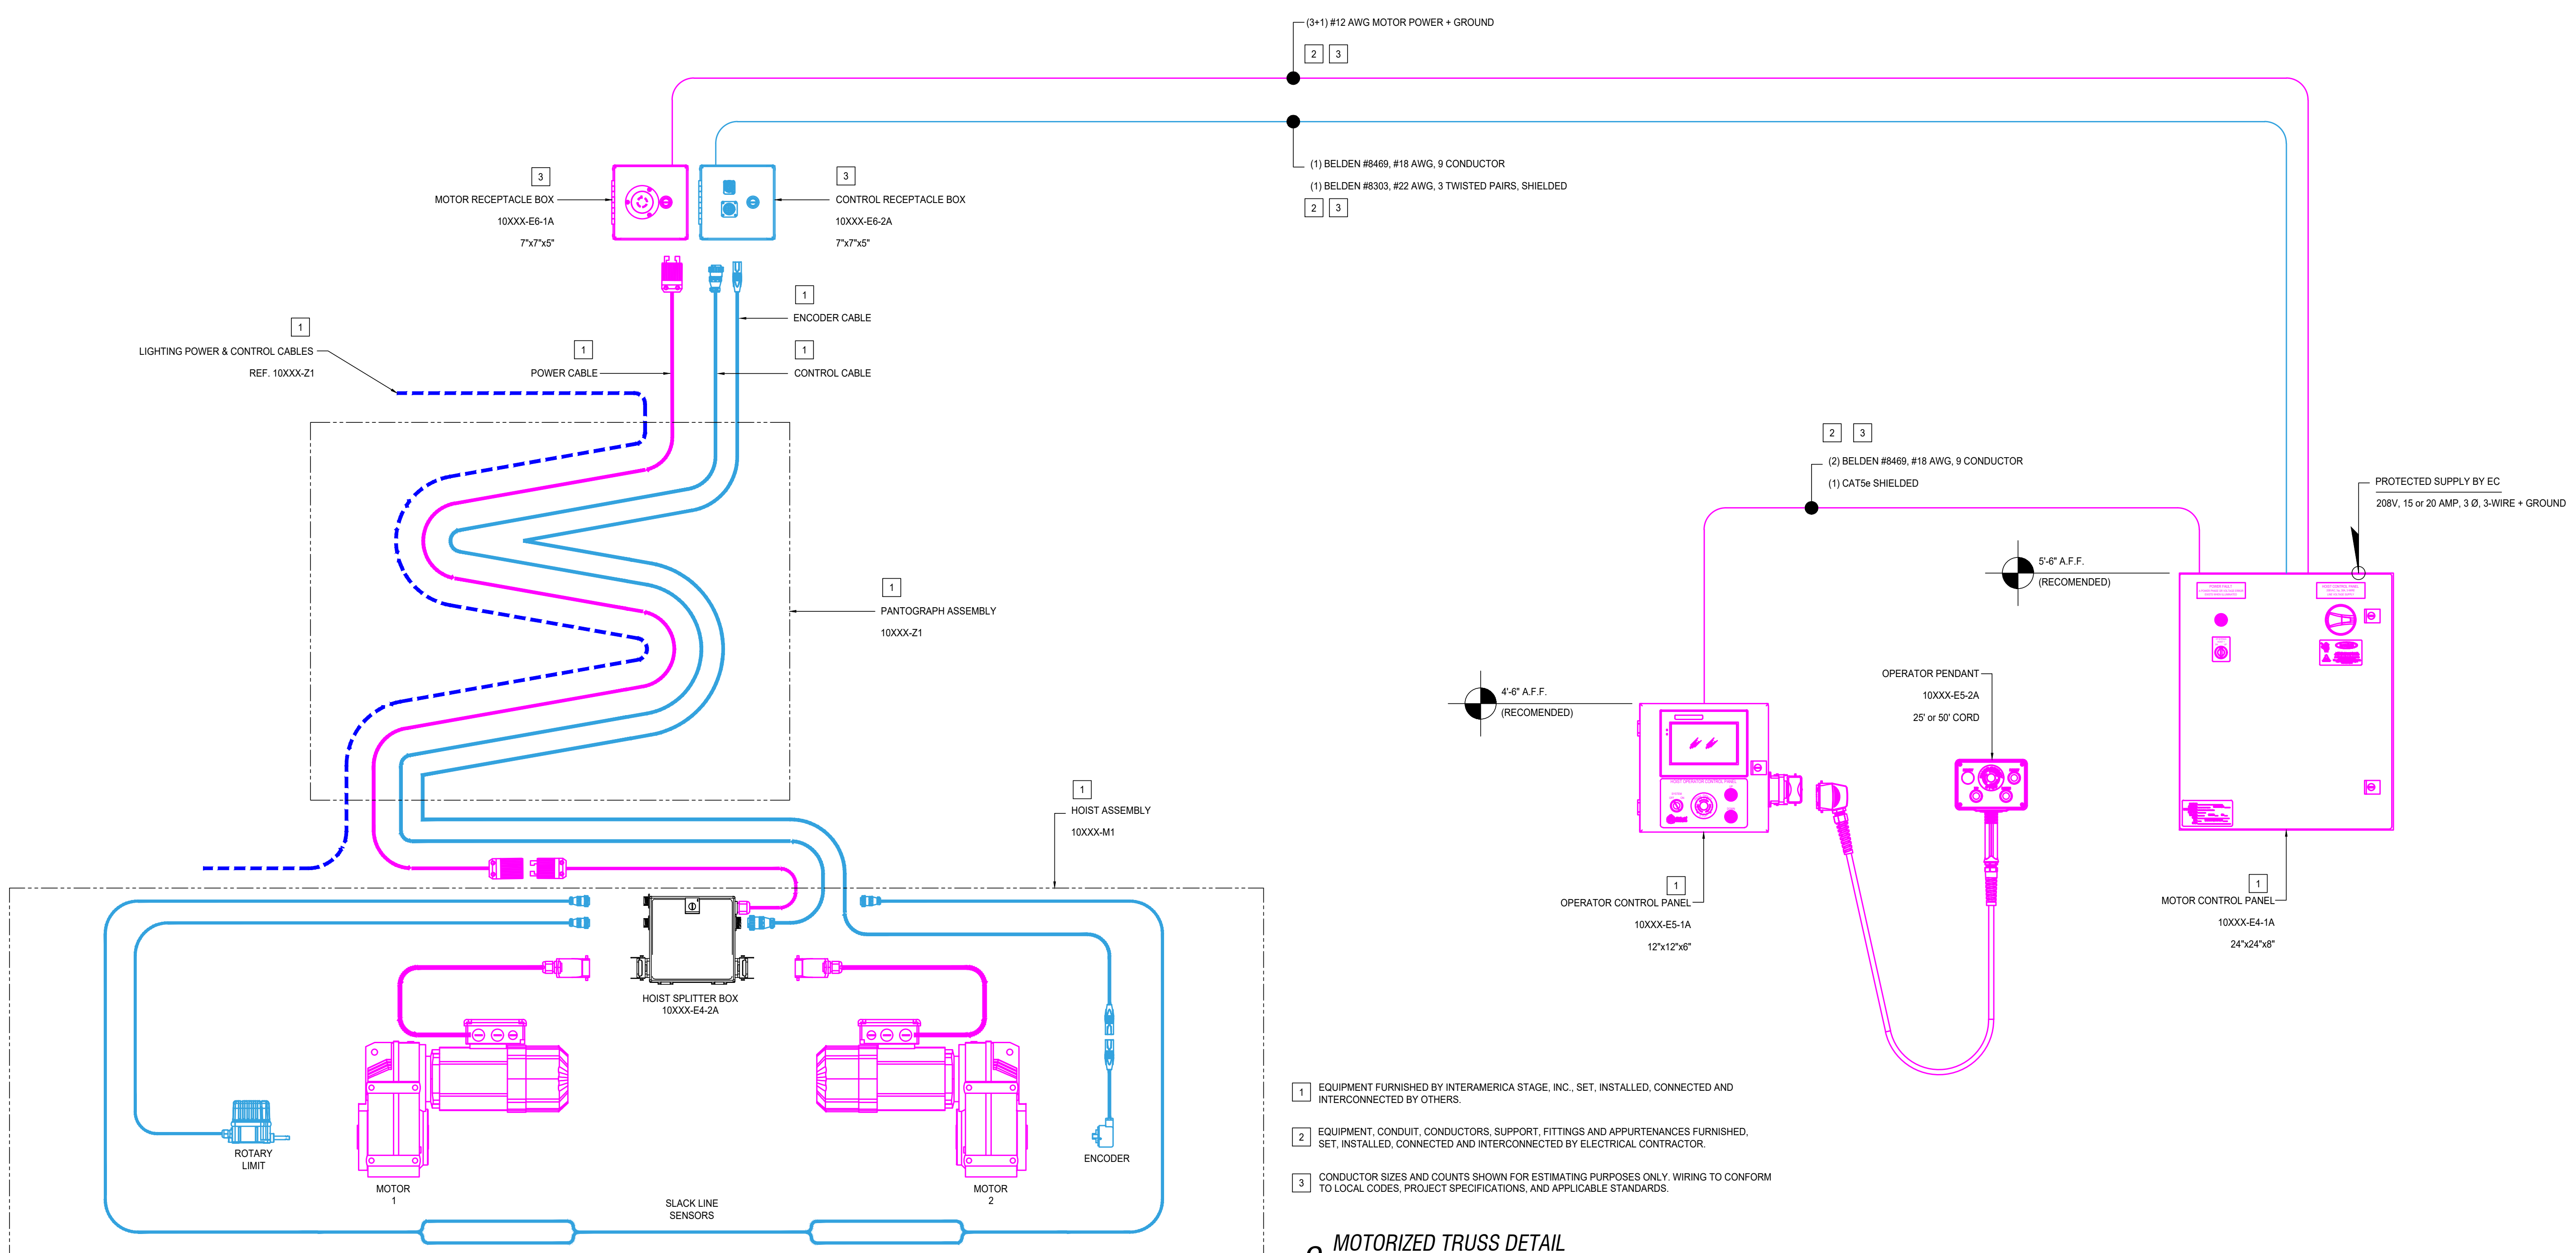 (3+1) #12 AWG MOTOR POWER + GROUND
2 3
(1) BELDEN #8469, #18 AWG, 9 CONDUCTOR
(1) BELDEN #8303, #22 AWG, 3 TWISTED PAIRS, SHIELDED
2 3
3
MOTOR RECEPTACLE BOX
10XXX-E6-1A
7"x7"x5"
3
CONTROL RECEPTACLE BOX
10XXX-E6-2A
7"x7"x5"
1
ENCODER CABLE
1
LIGHTING POWER & CONTROL CABLES
REF. 10XXX-Z1
1
POWER CABLE
1
CONTROL CABLE
2 3
(2) BELDEN #8469, #18 AWG, 9 CONDUCTOR
(1) CAT5e SHIELDED
PROTECTED SUPPLY BY EC
208V, 15 or 20 AMP, 3 Ø, 3-WIRE + GROUND
5'-6" A.F.F.
(RECOMENDED)
1
PANTOGRAPH ASSEMBLY
10XXX-Z1
4'-6" A.F.F.
(RECOMENDED)
OPERATOR PENDANT
10XXX-E5-2A
25' or 50' CORD
HOIST OPERATOR CONTROL PANEL
1
HOIST ASSEMBLY
10XXX-M1
1
OPERATOR CONTROL PANEL
10XXX-E5-1A
12"x12"x6"
1
MOTOR CONTROL PANEL
10XXX-E4-1A
24"x24"x8"
HOIST SPLITTER BOX
10XXX-E4-2A
ROTARY
LIMIT
MOTOR
1
SLACK LINE
SENSORS
MOTOR
2
ENCODER
1 EQUIPMENT FURNISHED BY INTERAMERICA STAGE, INC., SET, INSTALLED, CONNECTED AND
INTERCONNECTED BY OTHERS.
2 EQUIPMENT, CONDUIT, CONDUCTORS, SUPPORT, FITTINGS AND APPURTENANCES FURNISHED,
SET, INSTALLED, CONNECTED AND INTERCONNECTED BY ELECTRICAL CONTRACTOR.
3 CONDUCTOR SIZES AND COUNTS SHOWN FOR ESTIMATING PURPOSES ONLY. WIRING TO CONFORM
TO LOCAL CODES, PROJECT SPECIFICATIONS, AND APPLICABLE STANDARDS.
MOTORIZED TRUSS DETAIL